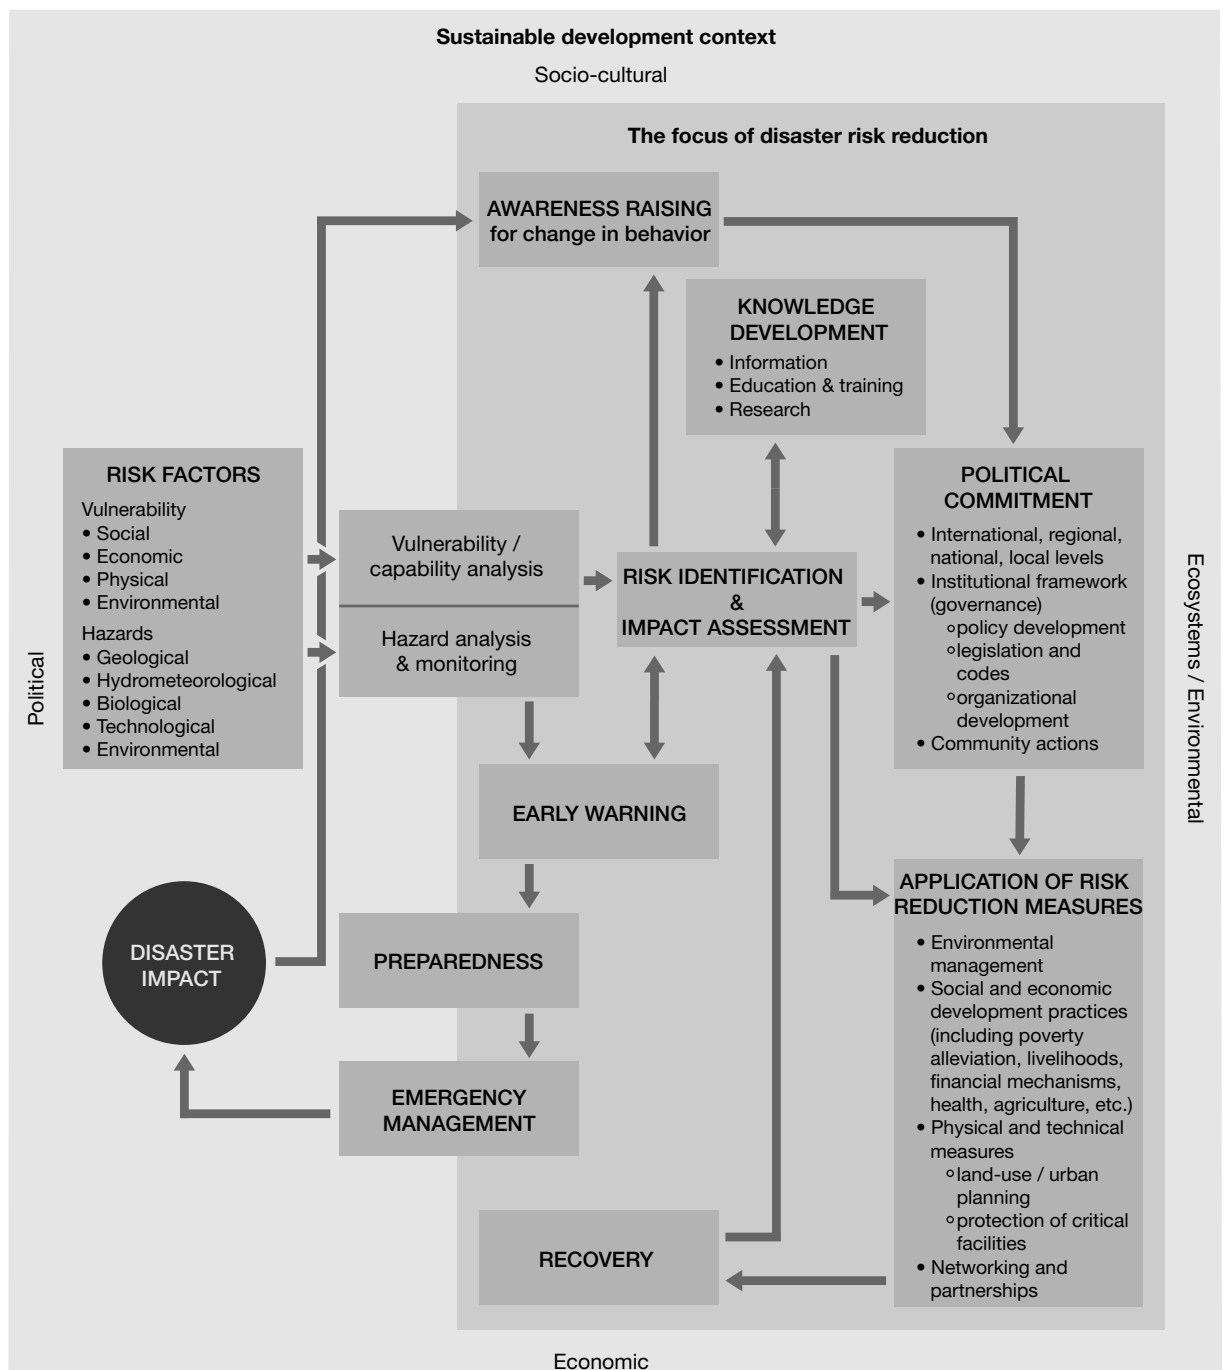 Sustainable development context
Socio-cultural
The focus of disaster risk reduction
AWARENESS RAISING
for change in behavior
KNOWLEDGE
DEVELOPMENT
• Information
• Education & training
• Research
RISK FACTORS
Vulnerability
• Social
• Economic
• Physical
• Environmental
Hazards
• Geological
• Hydrometeorological
• Biological
• Technological
• Environmental
Vulnerability /
capability analysis
Hazard analysis
& monitoring
RISK IDENTIFICATION
&
IMPACT ASSESSMENT
POLITICAL
COMMITMENT
• International, regional,
national, local levels
• Institutional framework
(governance)
○policy development
○legislation and
codes
○organizational
development
• Community actions
Political
Ecosystems / Environmental
EARLY WARNING
APPLICATION OF RISK
REDUCTION MEASURES
• Environmental
management
• Social and economic
development practices
(including poverty
alleviation, livelihoods,
financial mechanisms,
health, agriculture, etc.)
• Physical and technical
measures
○land-use / urban
planning
○protection of critical
facilities
• Networking and
partnerships
DISASTER
IMPACT
PREPAREDNESS
EMERGENCY
MANAGEMENT
RECOVERY
Economic